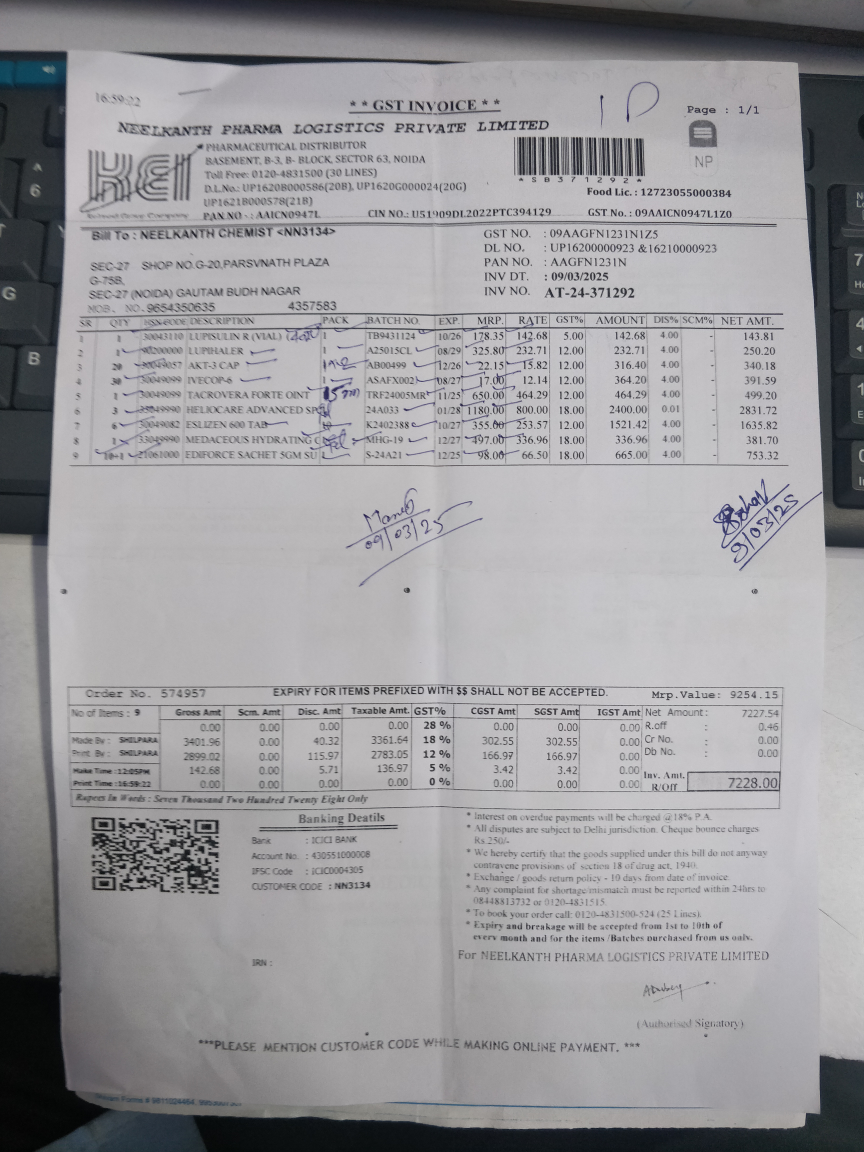 16:59:22
* * GST INVOICE * *
1D
Page : 1/1
NEELKANTH PHARMA LOGISTICS PRIVATE LIMITED
KEI
PHARMACEUTICAL DISTRIBUTOR
BASEMENT, B-3, B- BLOCK, SECTOR 63, NOIDA
Toll Free: 0120-4831500 (30 LINES)
D.L.No.: UP1620B000586(20B), UP1620G000024(20G)
UP1621B000578(21B)
PAN NO - : AAICN0947L
CIN NO.: U51909DL2022PTC394129
*SB371292*
NP
Food Lic. : 12723055000384
GST No. : 09AAICN0947L1Z0
Bill To : NEELKANTH CHEMIST <NN3134>
SEC-27 SHOP NO.G-20,PARSVNATH PLAZA
G-75B,
SEC-27 (NOIDA) GAUTAM BUDH NAGAR
MOB. NO. 9654350635 4357583
GST NO. : 09AAGFN1231N1Z5
DL NO. : UP16200000923 &16210000923
PAN NO. : AAGFN1231N
INV DT. : 09/03/2025
INV NO. AT-24-371292
SR QTY HSN CODE DESCRIPTION PACK BATCH NO. EXP. MRP. RATE GST% AMOUNT DIS% SCM% NET AMT.
1 1 30043110 LUPISULIN R (VIAL) 1 TB9431124 10/26 178.35 142.68 5.00 142.68 4.00 - 143.81
2 1 90200000 LUPIHALER 1 A25015CL 08/29 325.80 232.71 12.00 232.71 4.00 - 250.20
3 20 30049057 AKT-3 CAP AB00499 12/26 22.15 15.82 12.00 316.40 4.00 - 340.18
4 30 30049099 IVECOP-6 1 ASAFX002 08/27 17.00 12.14 12.00 364.20 4.00 - 391.59
5 1 30049099 TACROVERA FORTE OINT 15 TRF24005MR 11/25 650.00 464.29 12.00 464.29 4.00 - 499.20
6 3 33049990 HELIOCARE ADVANCED 24A033 01/28 1180.00 800.00 18.00 2400.00 0.01 - 2831.72
7 6 30049082 ESLIZEN 600 TAB K2402388 10/27 355.00 253.57 12.00 1521.42 4.00 - 1635.82
8 1 33049990 MEDACEOUS HYDRATING MHG-19 12/27 497.00 336.96 18.00 336.96 4.00 - 381.70
9 10+1 21061000 EDIFORCE SACHET 5GM SU S-24A21 12/25 98.00 66.50 18.00 665.00 4.00 - 753.32
09/03/25
9/03/25
Order No. 574957 EXPIRY FOR ITEMS PREFIXED WITH $$ SHALL NOT BE ACCEPTED. Mrp.Value: 9254.15
No of Items : 9 Gross Amt Scm. Amt Disc. Amt Taxable Amt. GST% CGST Amt SGST Amt IGST Amt Net Amount : 7227.54
0.00 0.00 0.00 0.00 28 % 0.00 0.00 0.00 R.off : 0.46
Made By : SHILPARA 3401.96 0.00 40.32 3361.64 18 % 302.55 302.55 0.00 Cr No. : 0.00
Print By : SHILPARA 2899.02 0.00 115.97 2783.05 12 % 166.97 166.97 0.00 Db No. : 0.00
Make Time : 12:05PM 142.68 0.00 5.71 136.97 5 % 3.42 3.42 0.00
Print Time :16:59:22 0.00 0.00 0.00 0.00 0 % 0.00 0.00 0.00 Inv. Amt. R/Off 7228.00
Rupees In Words : Seven Thousand Two Hundred Twenty Eight Only
Banking Deatils
Bank : ICICI BANK
Account No. : 430551000008
IFSC Code : ICIC0004305
CUSTOMER CODE : NN3134
IRN :
* Interest on overdue payments will be charged @18% P.A.
* All disputes are subject to Delhi jurisdiction. Cheque bounce charges
Rs 250/-
* We hereby certify that the goods supplied under this bill do not anyway
contravene provisions of section 18 of drug act, 1940.
* Exchange / goods return policy - 10 days from date of invoice.
* Any complaint for shortage/mismatch must be reported within 24hrs to
08448813732 or 0120-4831515.
* To book your order call: 0120-4831500-524 (25 Lines).
* Expiry and breakage will be accepted from 1st to 10th of
every month and for the items /Batches purchased from us only.
For NEELKANTH PHARMA LOGISTICS PRIVATE LIMITED
(Authorised Signatory)
***PLEASE MENTION CUSTOMER CODE WHILE MAKING ONLINE PAYMENT. ***